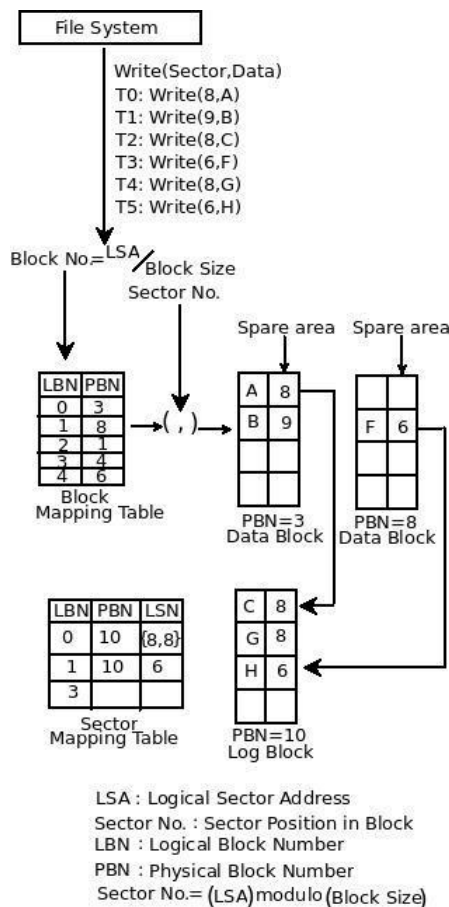 File System
Write(Sector,Data)
T0: Write(8,A)
T1: Write(9,B)
T2: Write(8,C)
T3: Write(6,F)
T4: Write(8,G)
T5: Write(6,H)
Block No.=LSA/Block Size
Sector No.
Spare area Spare area
LBN PBN
0 3
1 8
2 1
3 4
4 6
Block
Mapping Table
( , )
A 8
B 9
PBN=3
Data Block
F 6
PBN=8
Data Block
LBN PBN LSN
0 10 {8,8}
1 10 6
3
Sector
Mapping Table
C 8
G 8
H 6
PBN=10
Log Block
LSA : Logical Sector Address
Sector No. : Sector Position in Block
LBN : Logical Block Number
PBN : Physical Block Number
Sector No.= (LSA) modulo (Block Size)